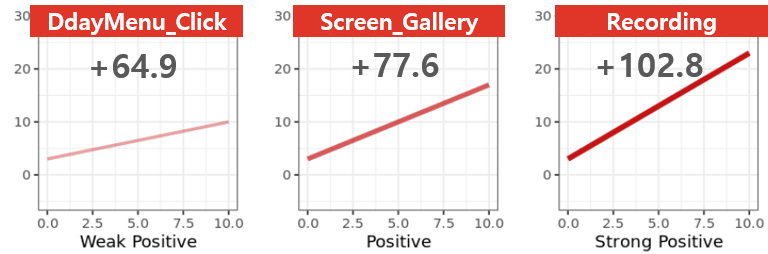 DdayMenu_Click
+64.9
30
20
10
0
0.0 2.5 5.0 7.5 10.0
Weak Positive
Screen_Gallery
+77.6
30
20
10
0
0.0 2.5 5.0 7.5 10.0
Positive
Recording
+102.8
30
20
10
0
0.0 2.5 5.0 7.5 10.0
Strong Positive